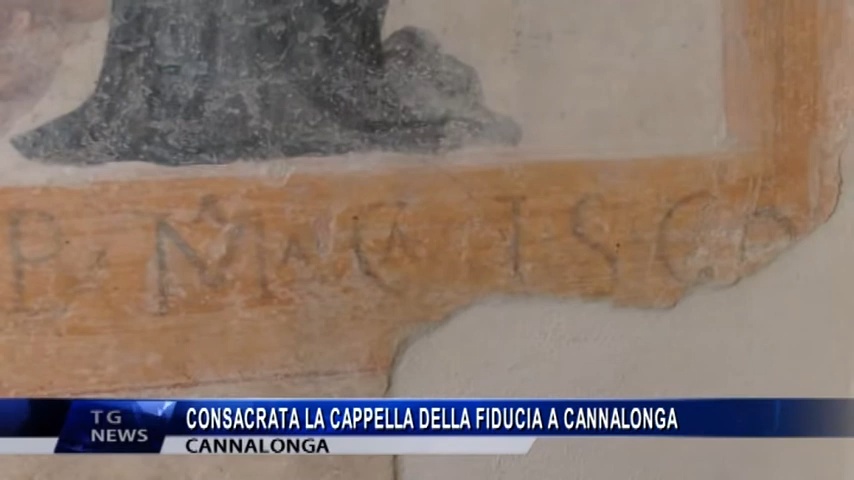 P M A C A I S C
TG
NEWS
CONSACRATA LA CAPPELLA DELLA FIDUCIA A CANNALONGA
CANNALONGA